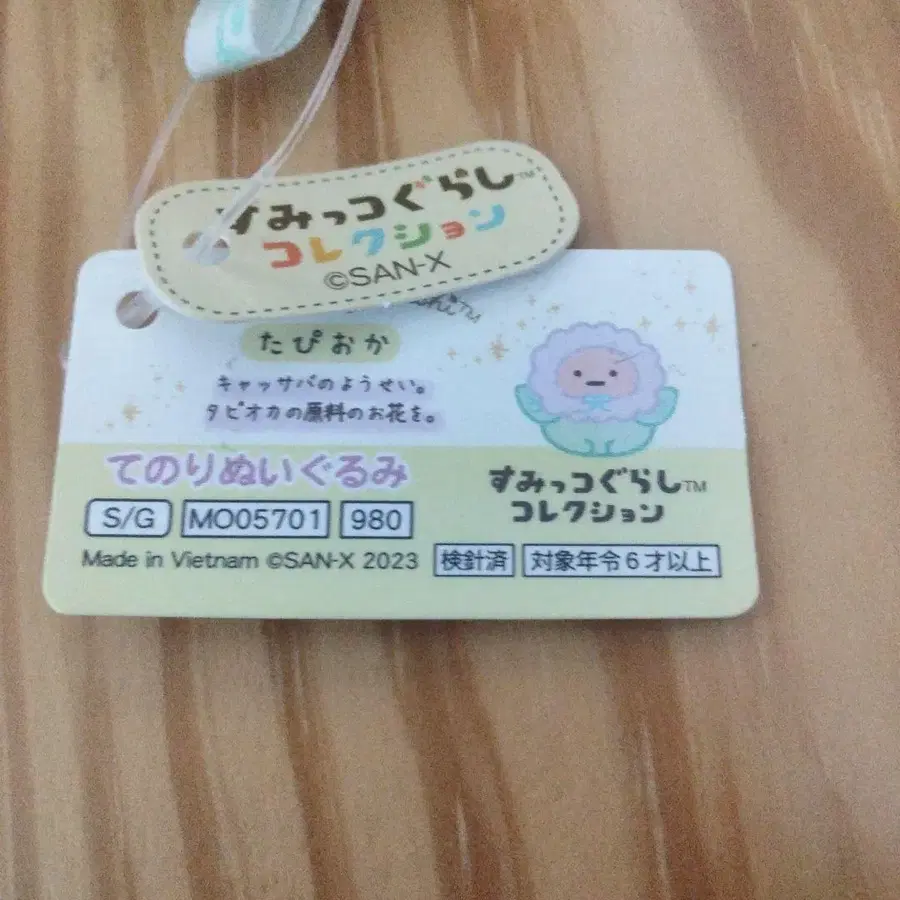 すみっコぐらし™
コレクション
©SAN-X
たぴおか
キャッサバのようせい。
タピオカの原料のお花を。
てのりぬいぐるみ
S/G MO05701 980
すみっコぐらし™
コレクション
Made in Vietnam ©SAN-X 2023 検針済 対象年令6才以上